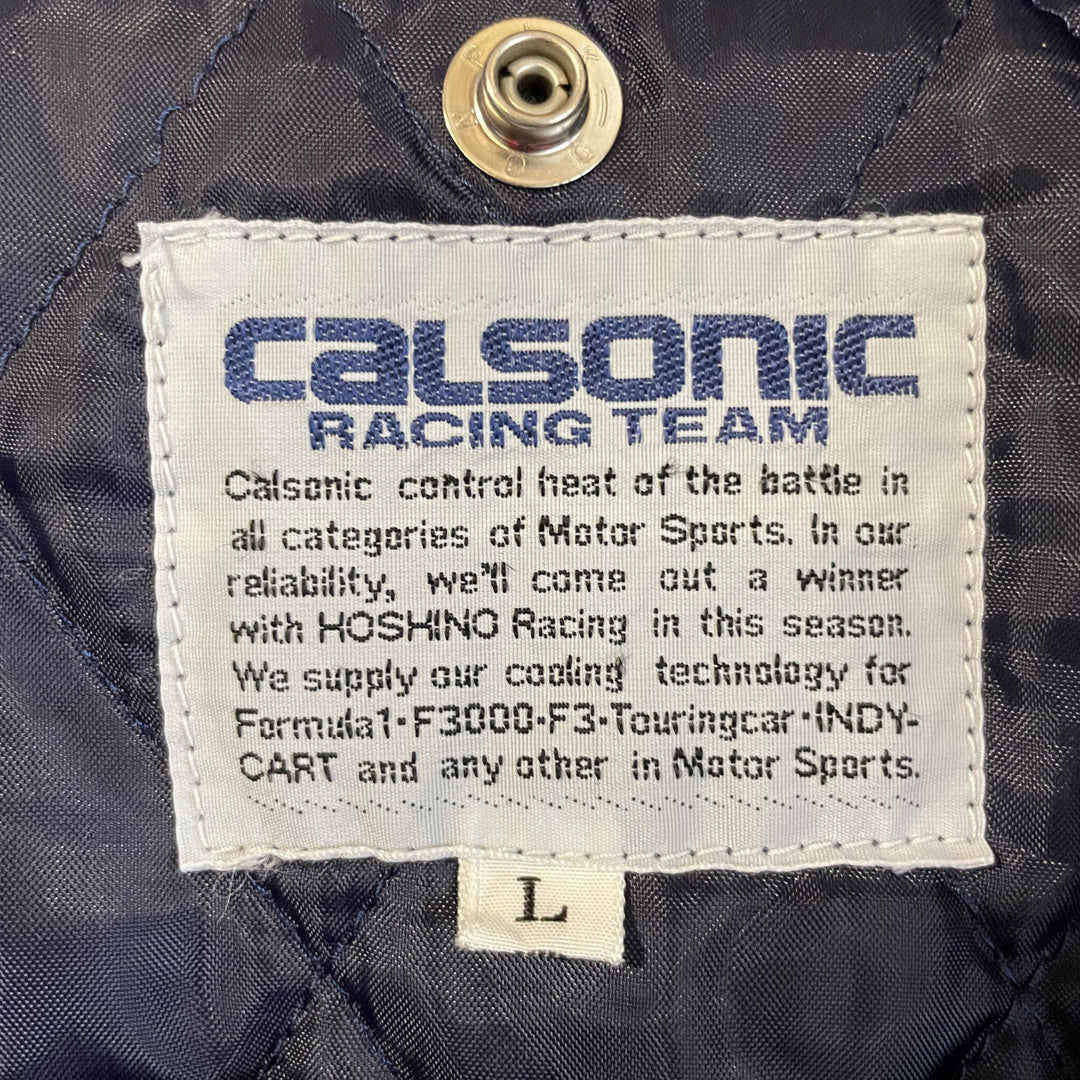 CALSONIC
RACING TEAM
Calsonic control heat of the battle in
all categories of Motor Sports. In our
reliability, we'll come out a winner
with HOSHINO Racing in this season.
We supply our cooling technology for
Formula1·F3000·F3·Touringcar·INDY-
CART and any other in Motor Sports.
L